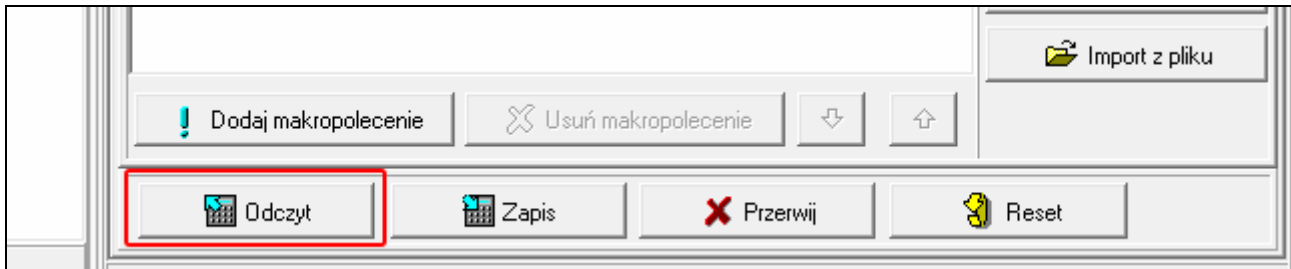 Import z pliku
Dodaj makropolecenie Usuń makropolecenie
Odczyt Zapis Przerwij Reset